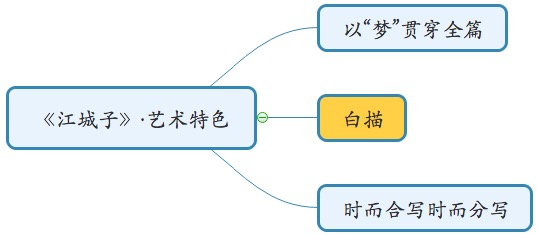 以“梦”贯穿全篇
《江城子》·艺术特色
白描
时而合写时而分写